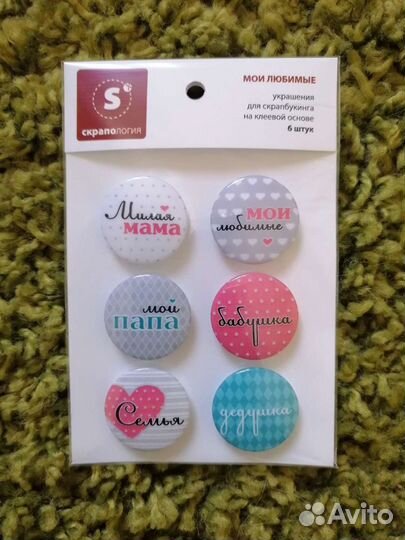 S
скрапология
МОИ ЛЮБИМЫЕ
украшения
для скрапбукинга
на клеевой основе
6 штук
Милая
мама
мои
любимые
мой
папа
бабушка
Семья
дедушка
Avito